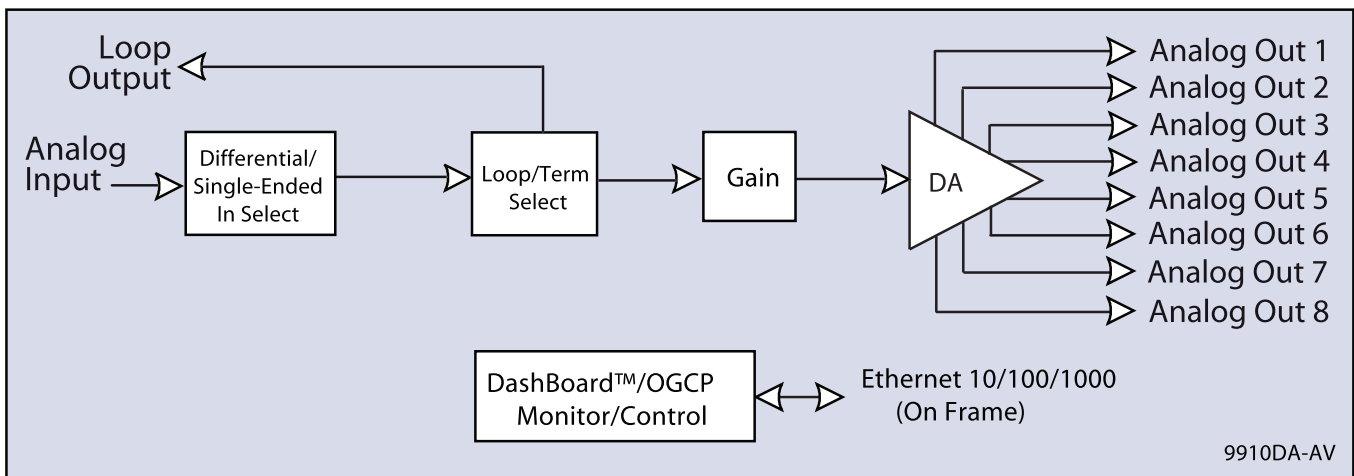 Loop
Output
Analog
Input
Differential/
Single-Ended
In Select
Loop/Term
Select
Gain
DA
Analog Out 1
Analog Out 2
Analog Out 3
Analog Out 4
Analog Out 5
Analog Out 6
Analog Out 7
Analog Out 8
DashBoard™/OGCP
Monitor/Control
Ethernet 10/100/1000
(On Frame)
9910DA-AV